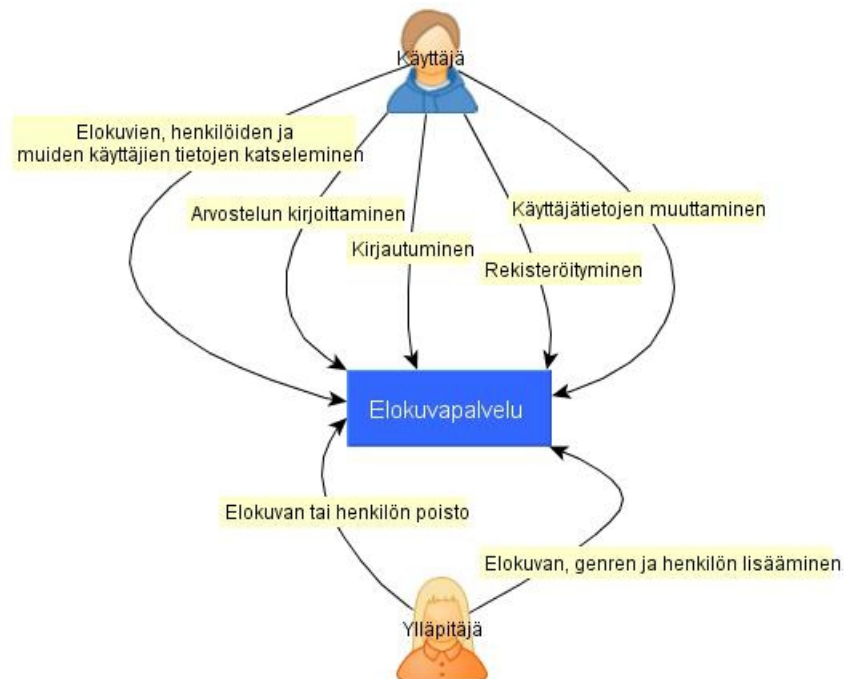 Käyttäjä
Elokuvien, henkilöiden ja
muiden käyttäjien tietojen katseleminen
Arvostelun kirjoittaminen
Käyttäjätietojen muuttaminen
Kirjautuminen
Rekisteröityminen
Elokuvapalvelu
Elokuvan tai henkilön poisto
Elokuvan, genren ja henkilön lisääminen
Ylläpitäjä